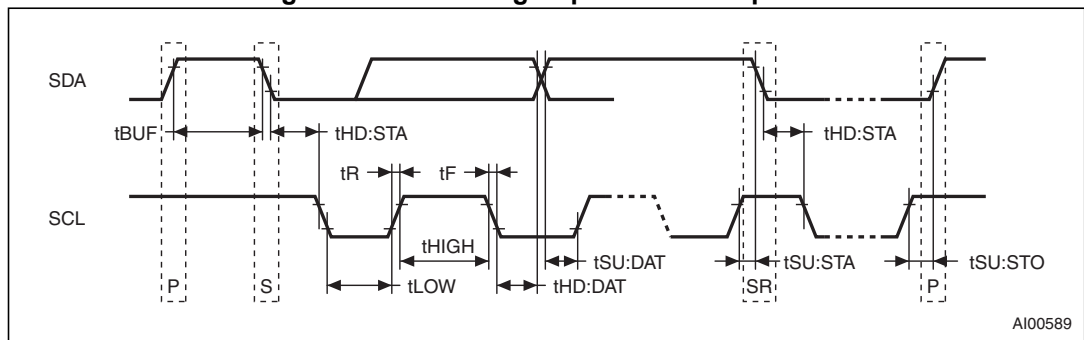 SDA
tBUF
tHD:STA
tHD:STA
tR
tF
SCL
tHIGH
tSU:DAT
tSU:STA
tSU:STO
P
S
tLOW
tHD:DAT
SR
P
AI00589